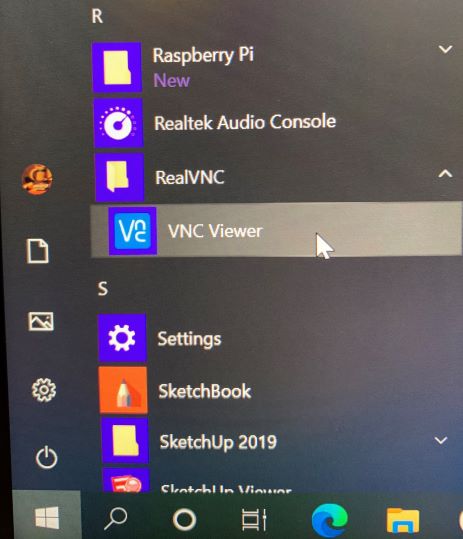 R
Raspberry Pi
New
Realtek Audio Console
RealVNC
VNC Viewer
S
Settings
SketchBook
SketchUp 2019
SketchUp Viewer